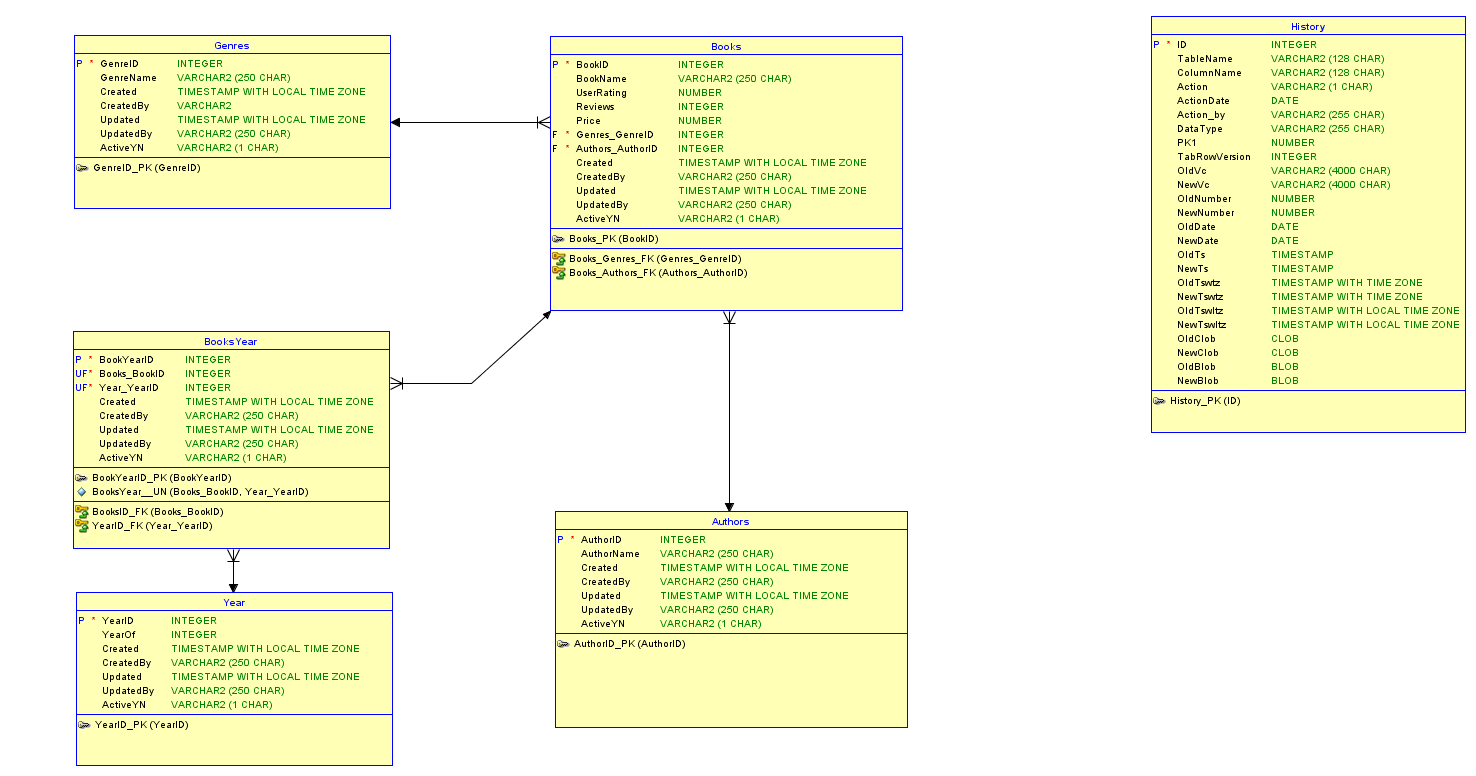 Genres
P * GenreID INTEGER
GenreName VARCHAR2 (250 CHAR)
Created TIMESTAMP WITH LOCAL TIME ZONE
CreatedBy VARCHAR2
Updated TIMESTAMP WITH LOCAL TIME ZONE
UpdatedBy VARCHAR2 (250 CHAR)
ActiveYN VARCHAR2 (1 CHAR)
GenreID_PK (GenreID)
Books
P * BookID INTEGER
BookName VARCHAR2 (250 CHAR)
UserRating NUMBER
Reviews INTEGER
Price NUMBER
F * Genres_GenreID INTEGER
F * Authors_AuthorID INTEGER
Created TIMESTAMP WITH LOCAL TIME ZONE
CreatedBy VARCHAR2 (250 CHAR)
Updated TIMESTAMP WITH LOCAL TIME ZONE
UpdatedBy VARCHAR2 (250 CHAR)
ActiveYN VARCHAR2 (1 CHAR)
Books_PK (BookID)
Books_Genres_FK (Genres_GenreID)
Books_Authors_FK (Authors_AuthorID)
History
P * ID INTEGER
TableName VARCHAR2 (128 CHAR)
ColumnName VARCHAR2 (128 CHAR)
Action VARCHAR2 (1 CHAR)
ActionDate DATE
Action_by VARCHAR2 (255 CHAR)
DataType VARCHAR2 (255 CHAR)
PK1 NUMBER
TabRowVersion INTEGER
OldVc VARCHAR2 (4000 CHAR)
NewVc VARCHAR2 (4000 CHAR)
OldNumber NUMBER
NewNumber NUMBER
OldDate DATE
NewDate DATE
OldTs TIMESTAMP
NewTs TIMESTAMP
OldTswtz TIMESTAMP WITH TIME ZONE
NewTswtz TIMESTAMP WITH TIME ZONE
OldTswltz TIMESTAMP WITH LOCAL TIME ZONE
NewTswltz TIMESTAMP WITH LOCAL TIME ZONE
OldClob CLOB
NewClob CLOB
OldBlob BLOB
NewBlob BLOB
History_PK (ID)
BooksYear
P * BookYearID INTEGER
UF* Books_BookID INTEGER
UF* Year_YearID INTEGER
Created TIMESTAMP WITH LOCAL TIME ZONE
CreatedBy VARCHAR2 (250 CHAR)
Updated TIMESTAMP WITH LOCAL TIME ZONE
UpdatedBy VARCHAR2 (250 CHAR)
ActiveYN VARCHAR2 (1 CHAR)
BookYearID_PK (BookYearID)
BooksYear__UN (Books_BookID, Year_YearID)
BooksID_FK (Books_BookID)
YearID_FK (Year_YearID)
Authors
P * AuthorID INTEGER
AuthorName VARCHAR2 (250 CHAR)
Created TIMESTAMP WITH LOCAL TIME ZONE
CreatedBy VARCHAR2 (250 CHAR)
Updated TIMESTAMP WITH LOCAL TIME ZONE
UpdatedBy VARCHAR2 (250 CHAR)
ActiveYN VARCHAR2 (1 CHAR)
AuthorID_PK (AuthorID)
Year
P * YearID INTEGER
YearOf INTEGER
Created TIMESTAMP WITH LOCAL TIME ZONE
CreatedBy VARCHAR2 (250 CHAR)
Updated TIMESTAMP WITH LOCAL TIME ZONE
UpdatedBy VARCHAR2 (250 CHAR)
ActiveYN VARCHAR2 (1 CHAR)
YearID_PK (YearID)